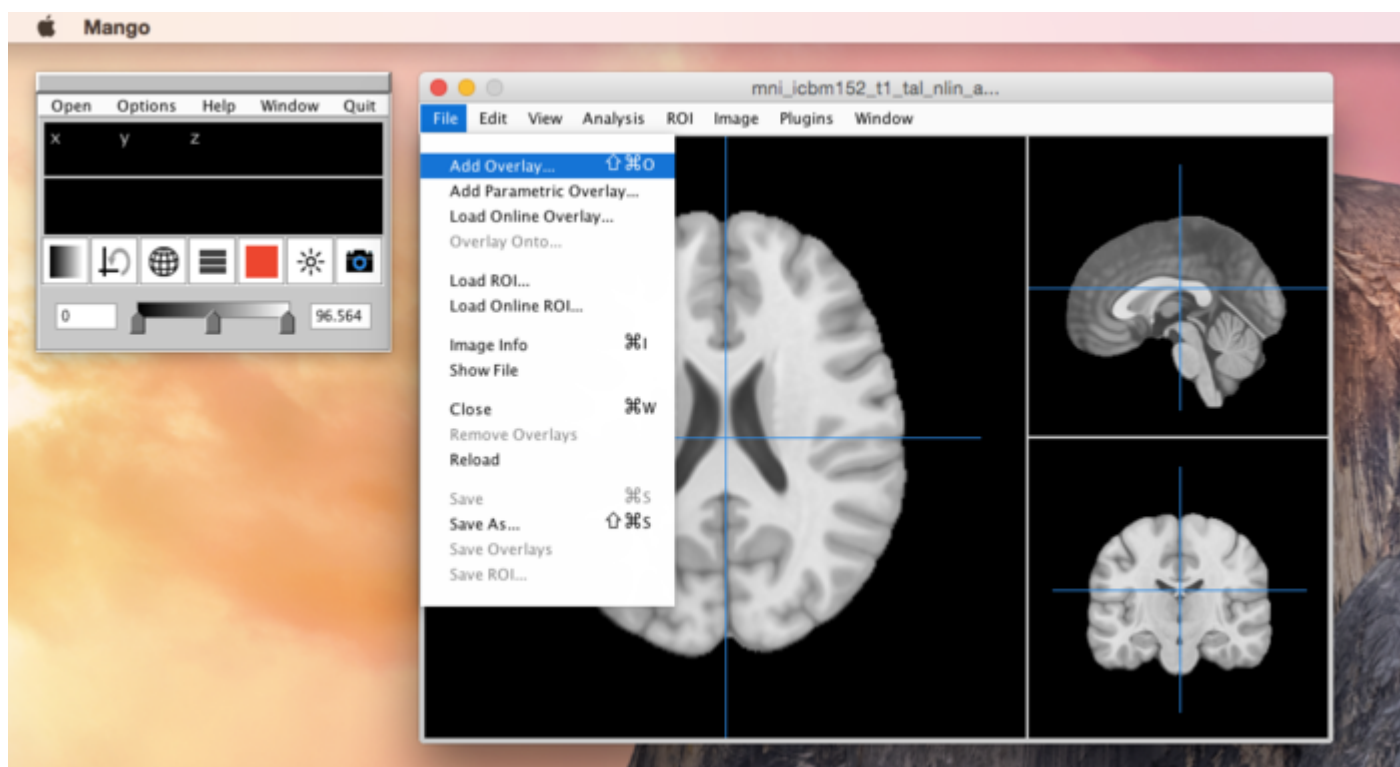 Mango
Open Options Help Window Quit
x y z
0 96.564
mni_icbm152_t1_tal_nlin_a...
File Edit View Analysis ROI Image Plugins Window
Add Overlay... ⇧⌘O
Add Parametric Overlay...
Load Online Overlay...
Overlay Onto...
Load ROI...
Load Online ROI...
Image Info ⌘I
Show File
Close ⌘W
Remove Overlays
Reload
Save ⌘S
Save As... ⇧⌘S
Save Overlays
Save ROI...